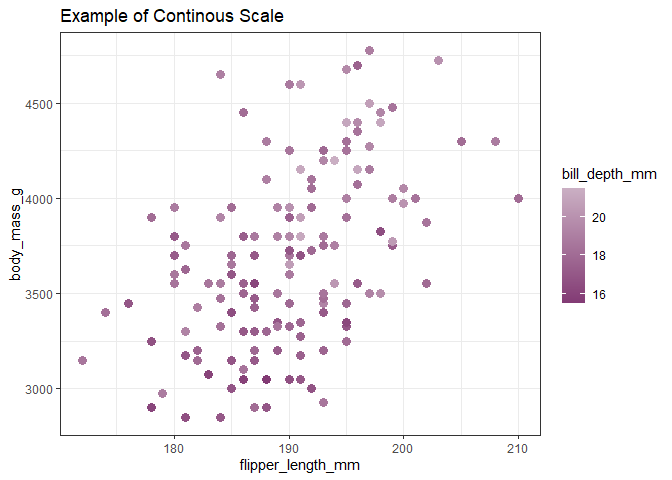 Example of Continous Scale
body_mass_g
4500
4000
3500
3000
180 190 200 210
flipper_length_mm
bill_depth_mm
20
18
16